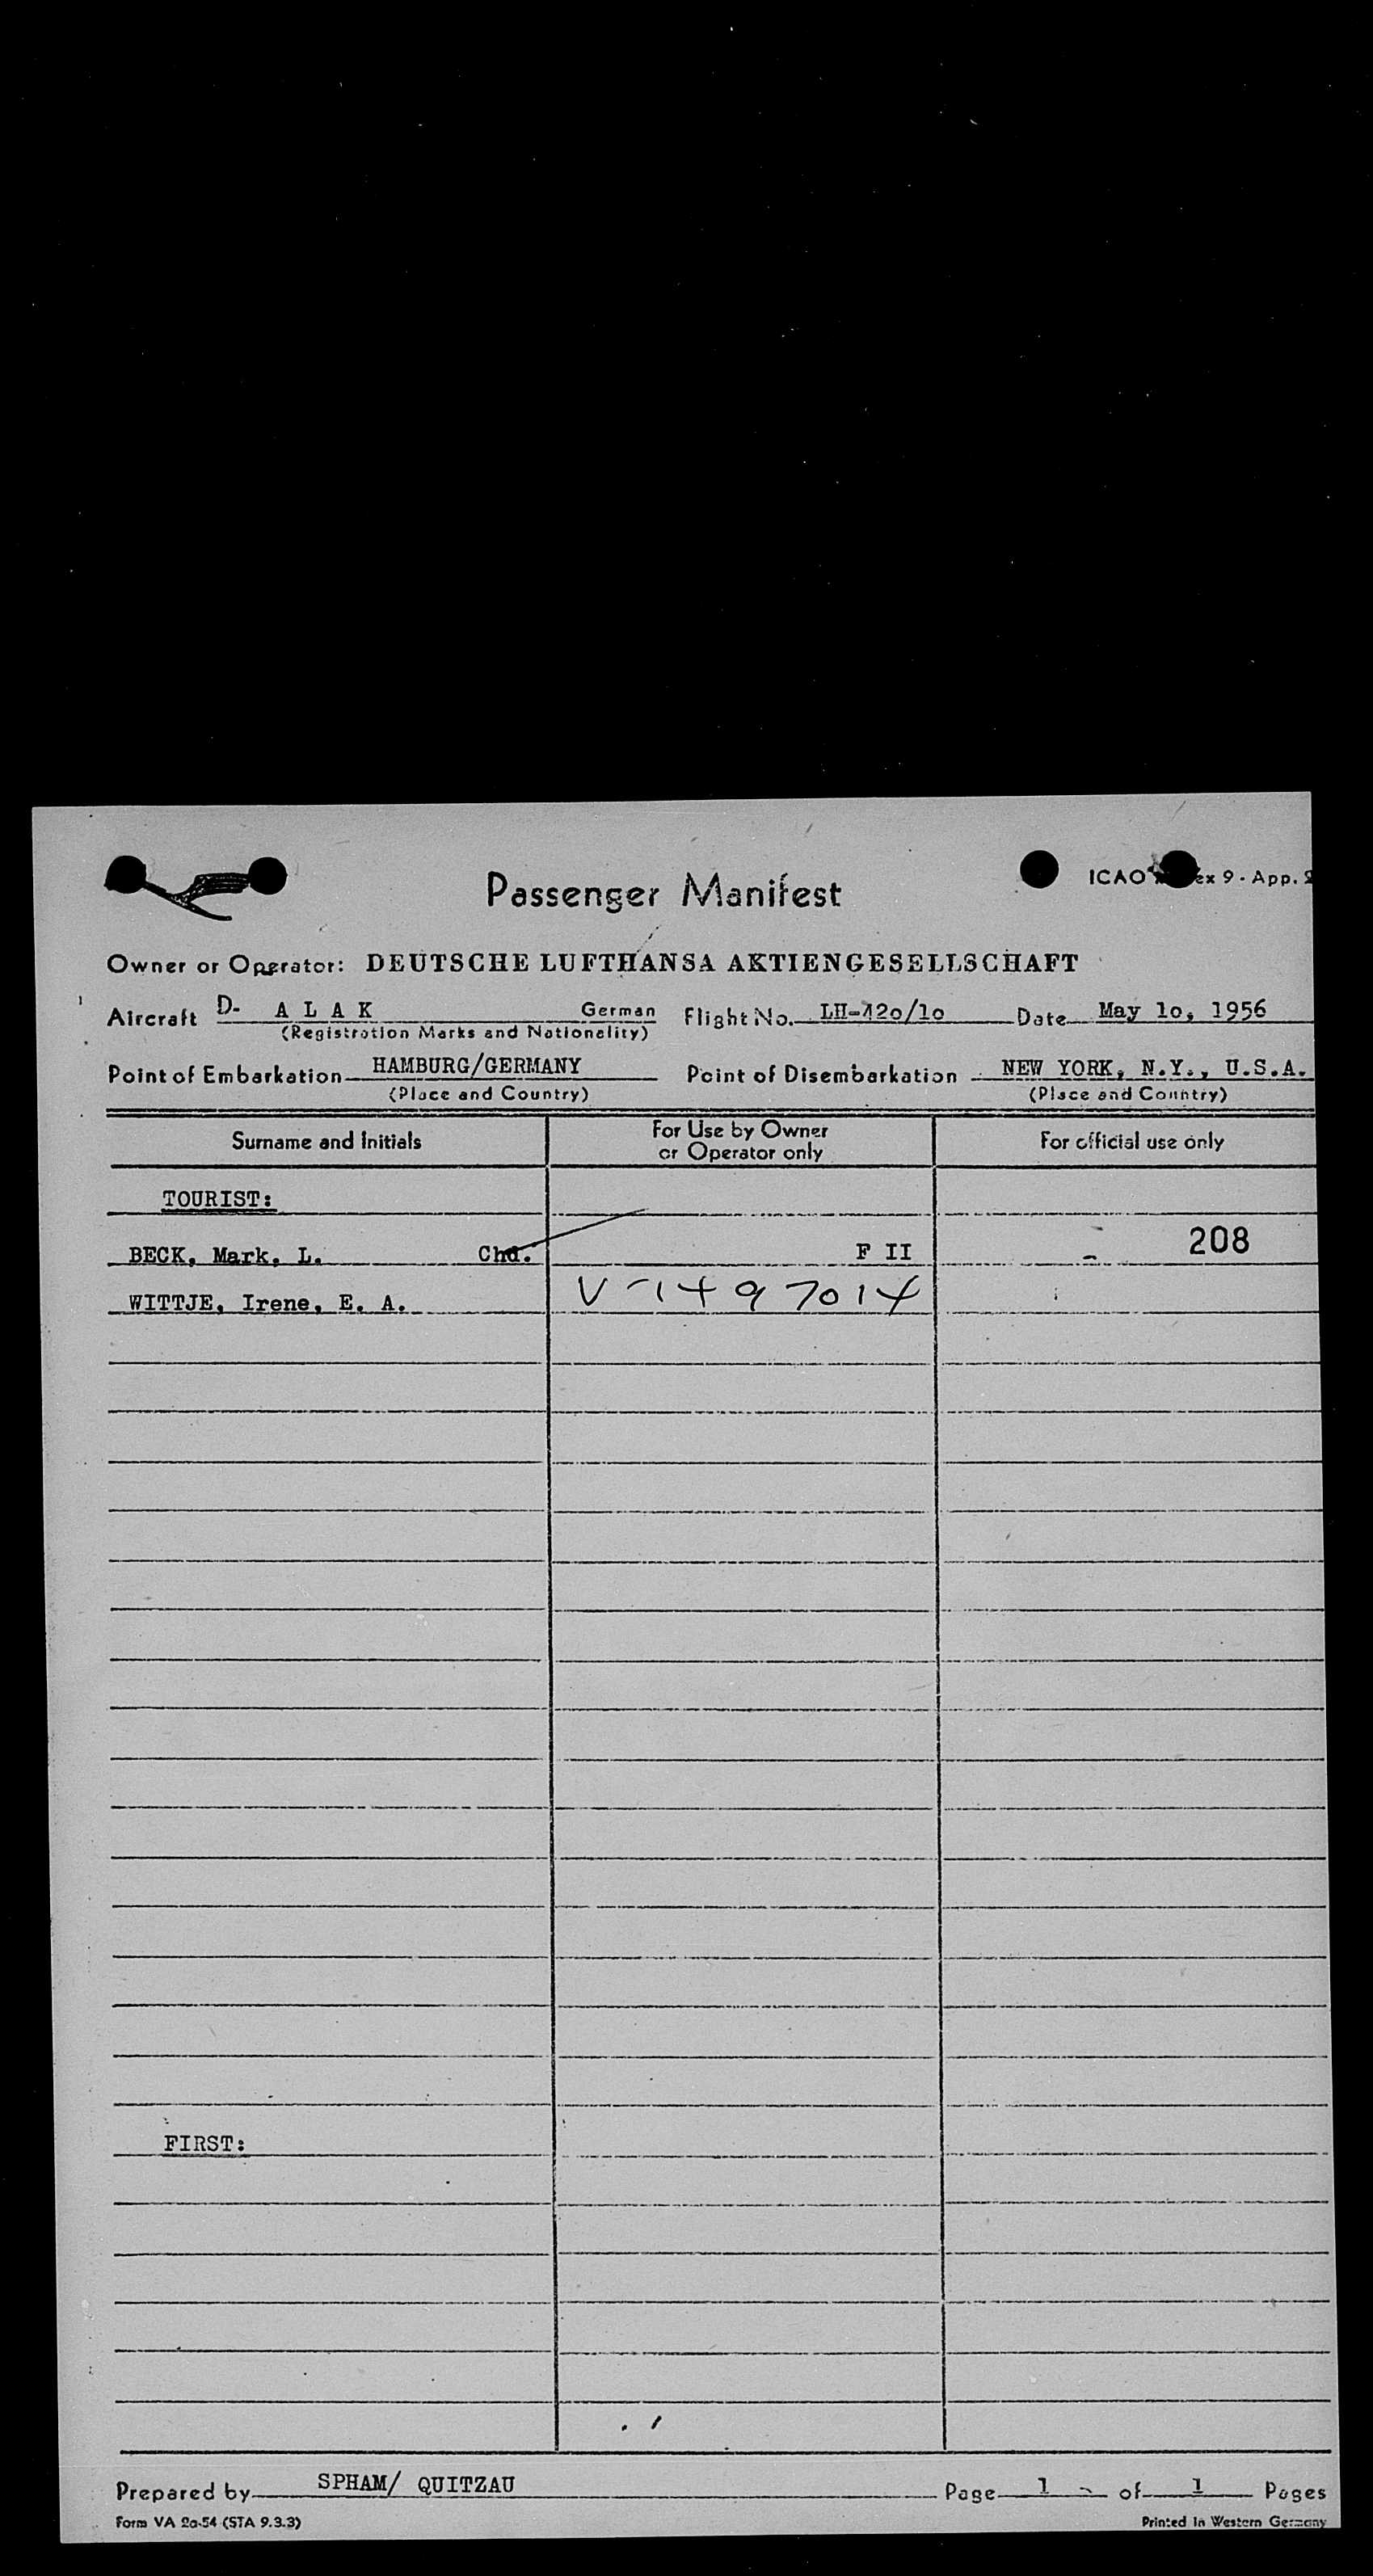 Passenger Manifest
ICAO ex 9 - App. 2
Owner or Operator: DEUTSCHE LUFTHANSA AKTIENGESELLSCHAFT
Aircraft D- A L A K German Flight No. LH-420/lo Date May lo, 1956
(Registration Marks and Nationality)
Point of Embarkation HAMBURG/GERMANY Point of Disembarkation NEW YORK, N.Y., U.S.A.
(Place and Country) (Place and Country)
Surname and Initials For Use by Owner or Operator only For official use only
TOURIST:
BECK, Mark, L. Chd. F II 208
WITTJE, Irene, E. A. V-1497014
FIRST:
Prepared by SPHAM/ QUITZAU Page 1 of 1 Pages
Form VA 2a-54 (STA 9.3.3) Printed in Western Germany